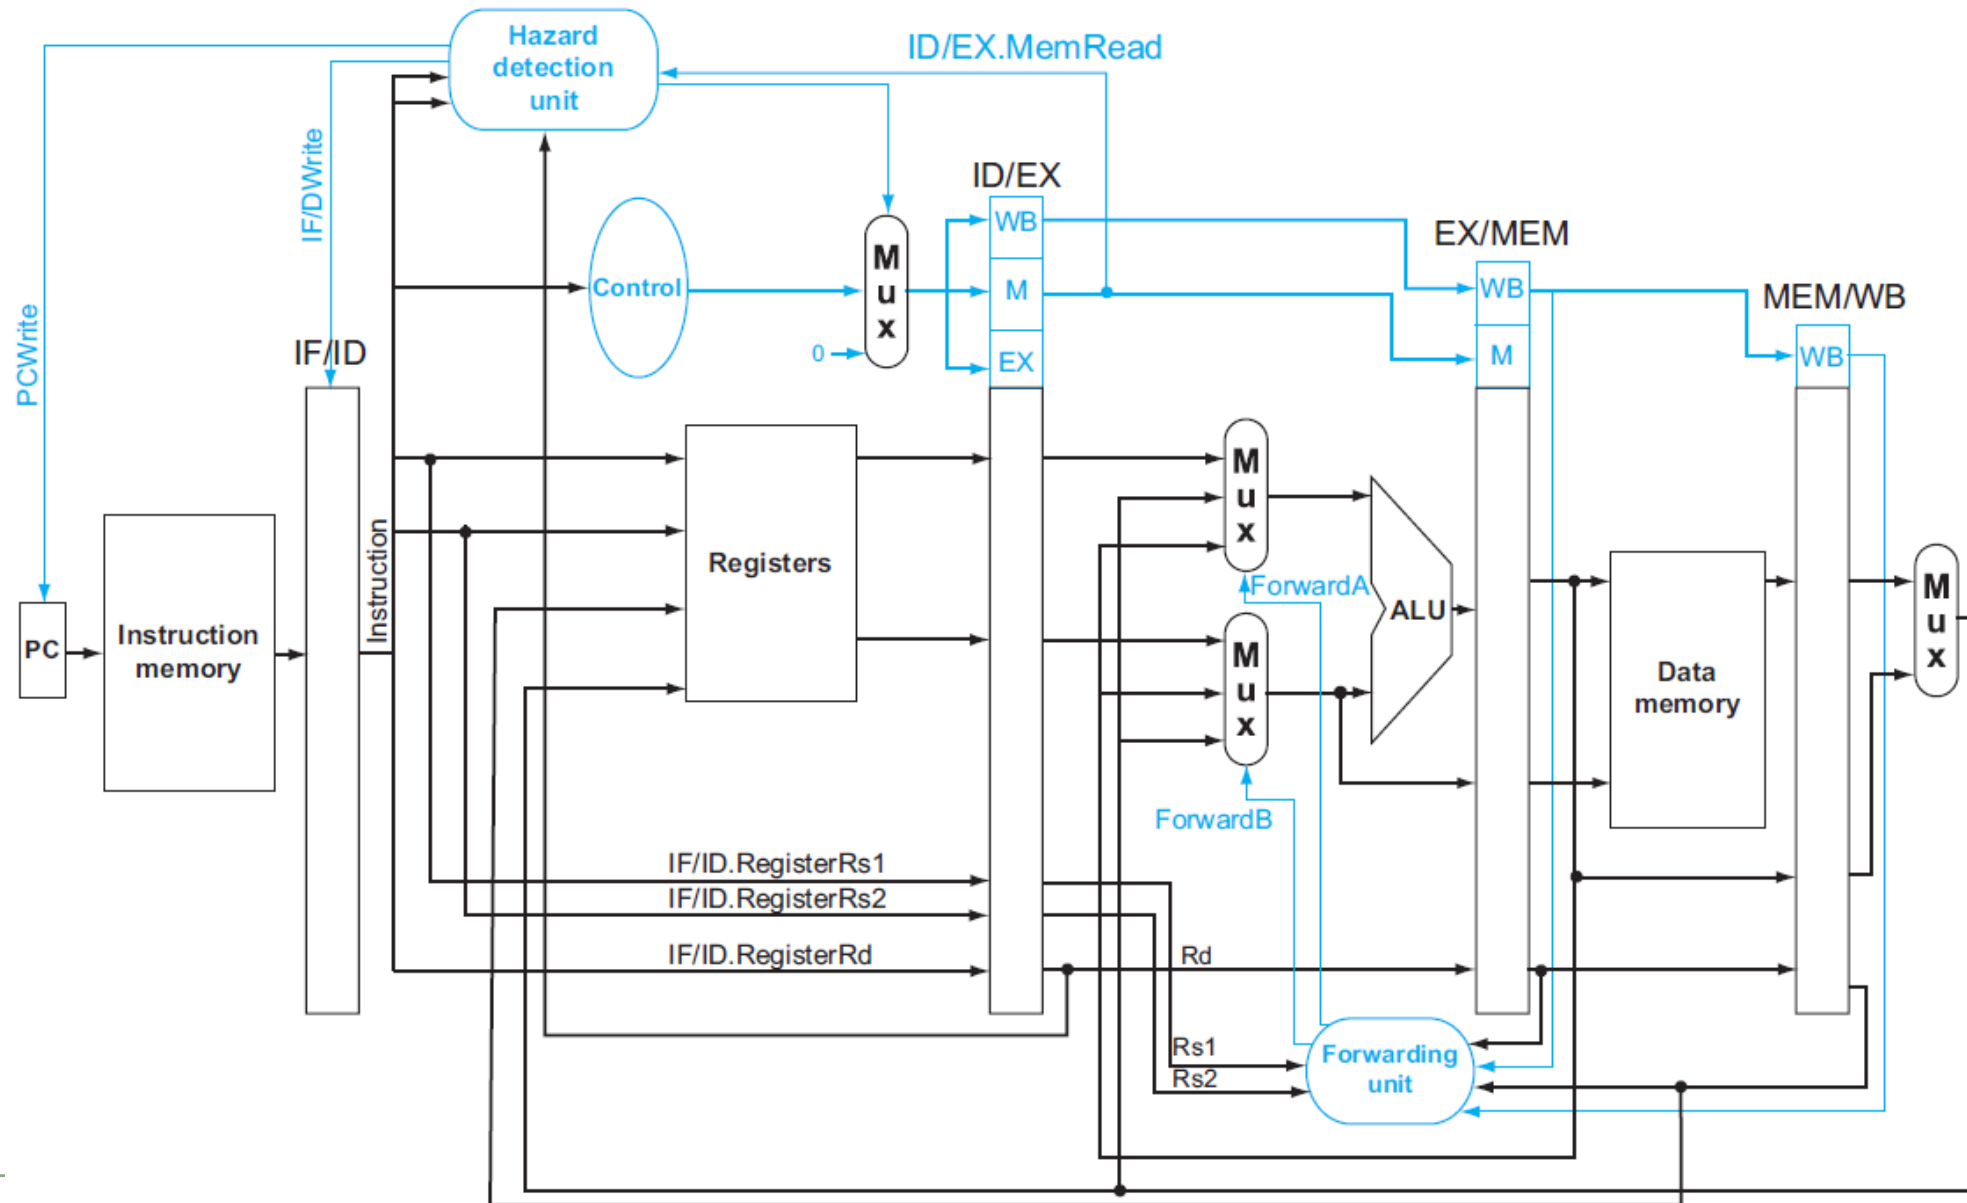 Hazard
detection
unit
ID/EX.MemRead
IF/DWrite
PCWrite
ID/EX
WB
M
EX
Control
M
u
x
0
EX/MEM
WB
M
MEM/WB
WB
IF/ID
PC
Instruction
memory
Instruction
Registers
M
u
x
ForwardA
M
u
x
ForwardB
ALU
Data
memory
M
u
x
IF/ID.RegisterRs1
IF/ID.RegisterRs2
IF/ID.RegisterRd
Rd
Rs1
Rs2
Forwarding
unit